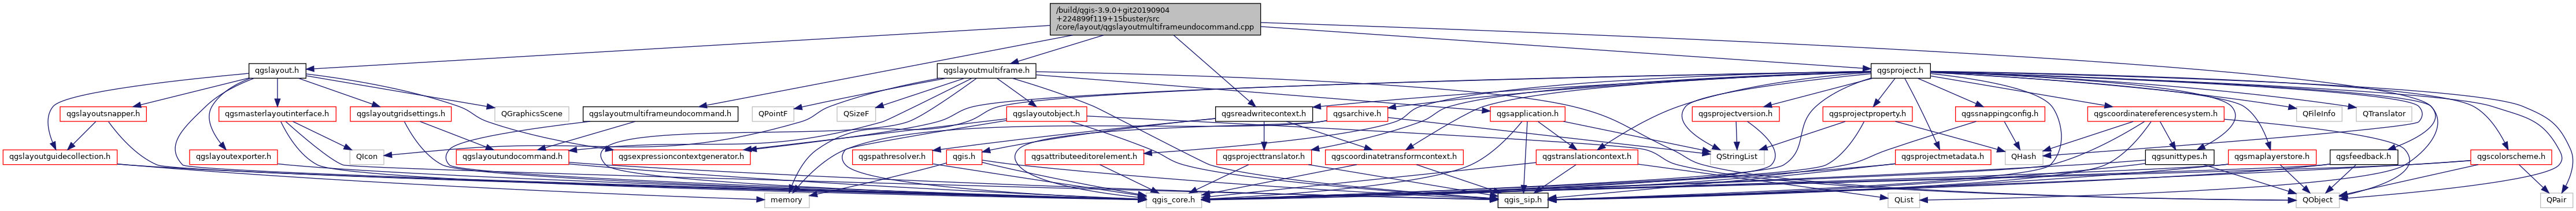 /build/qgis-3.9.0+git20190904
+224899f119+15buster/src
/core/layout/qgslayoutmultiframeundocommand.cpp
qgslayout.h
qgslayoutmultiframe.h
qgsproject.h
qgslayoutsnapper.h
qgsmasterlayoutinterface.h
qgslayoutgridsettings.h
QGraphicsScene
qgslayoutmultiframeundocommand.h
QPointF
QSizeF
qgslayoutobject.h
qgsreadwritecontext.h
qgsarchive.h
qgsapplication.h
qgsprojectversion.h
qgsprojectproperty.h
qgssnappingconfig.h
qgscoordinatereferencesystem.h
QFileInfo
QTranslator
qgslayoutguidecollection.h
qgslayoutexporter.h
QIcon
qgslayoutundocommand.h
qgsexpressioncontextgenerator.h
qgspathresolver.h
qgis.h
qgsattributeeditorelement.h
qgsprojecttranslator.h
qgscoordinatetransformcontext.h
qgstranslationcontext.h
QStringList
qgsprojectmetadata.h
QHash
qgsunittypes.h
qgsmaplayerstore.h
qgsfeedback.h
qgscolorscheme.h
memory
qgis_core.h
qgis_sip.h
QList
QObject
QPair